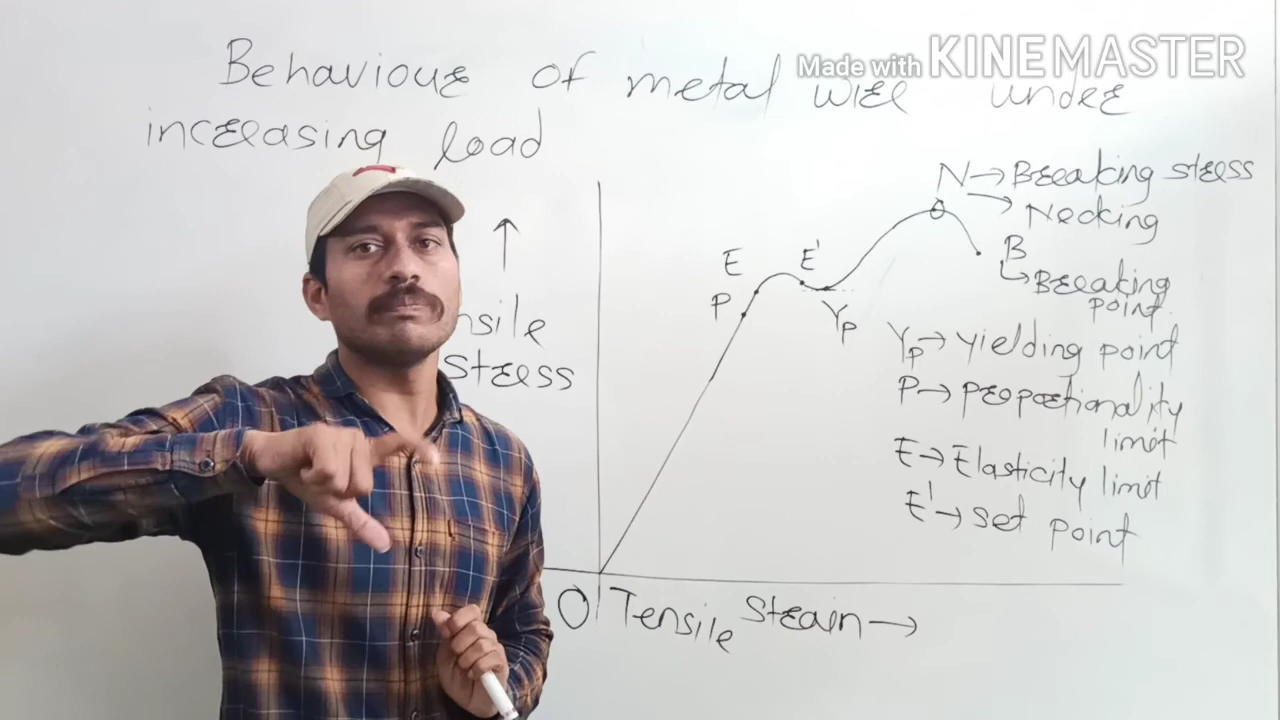 Made with KINEMASTER
Behaviour of metal wire under
increasing load
N → Breaking stress
→ Necking
E
E'
B
↳ Breaking
point.
P
Yp
↑
nsile
stress
Yp → yielding point
P → proportionality
limit
E → Elasticity limit
E' → set point
O
Tensile strain →